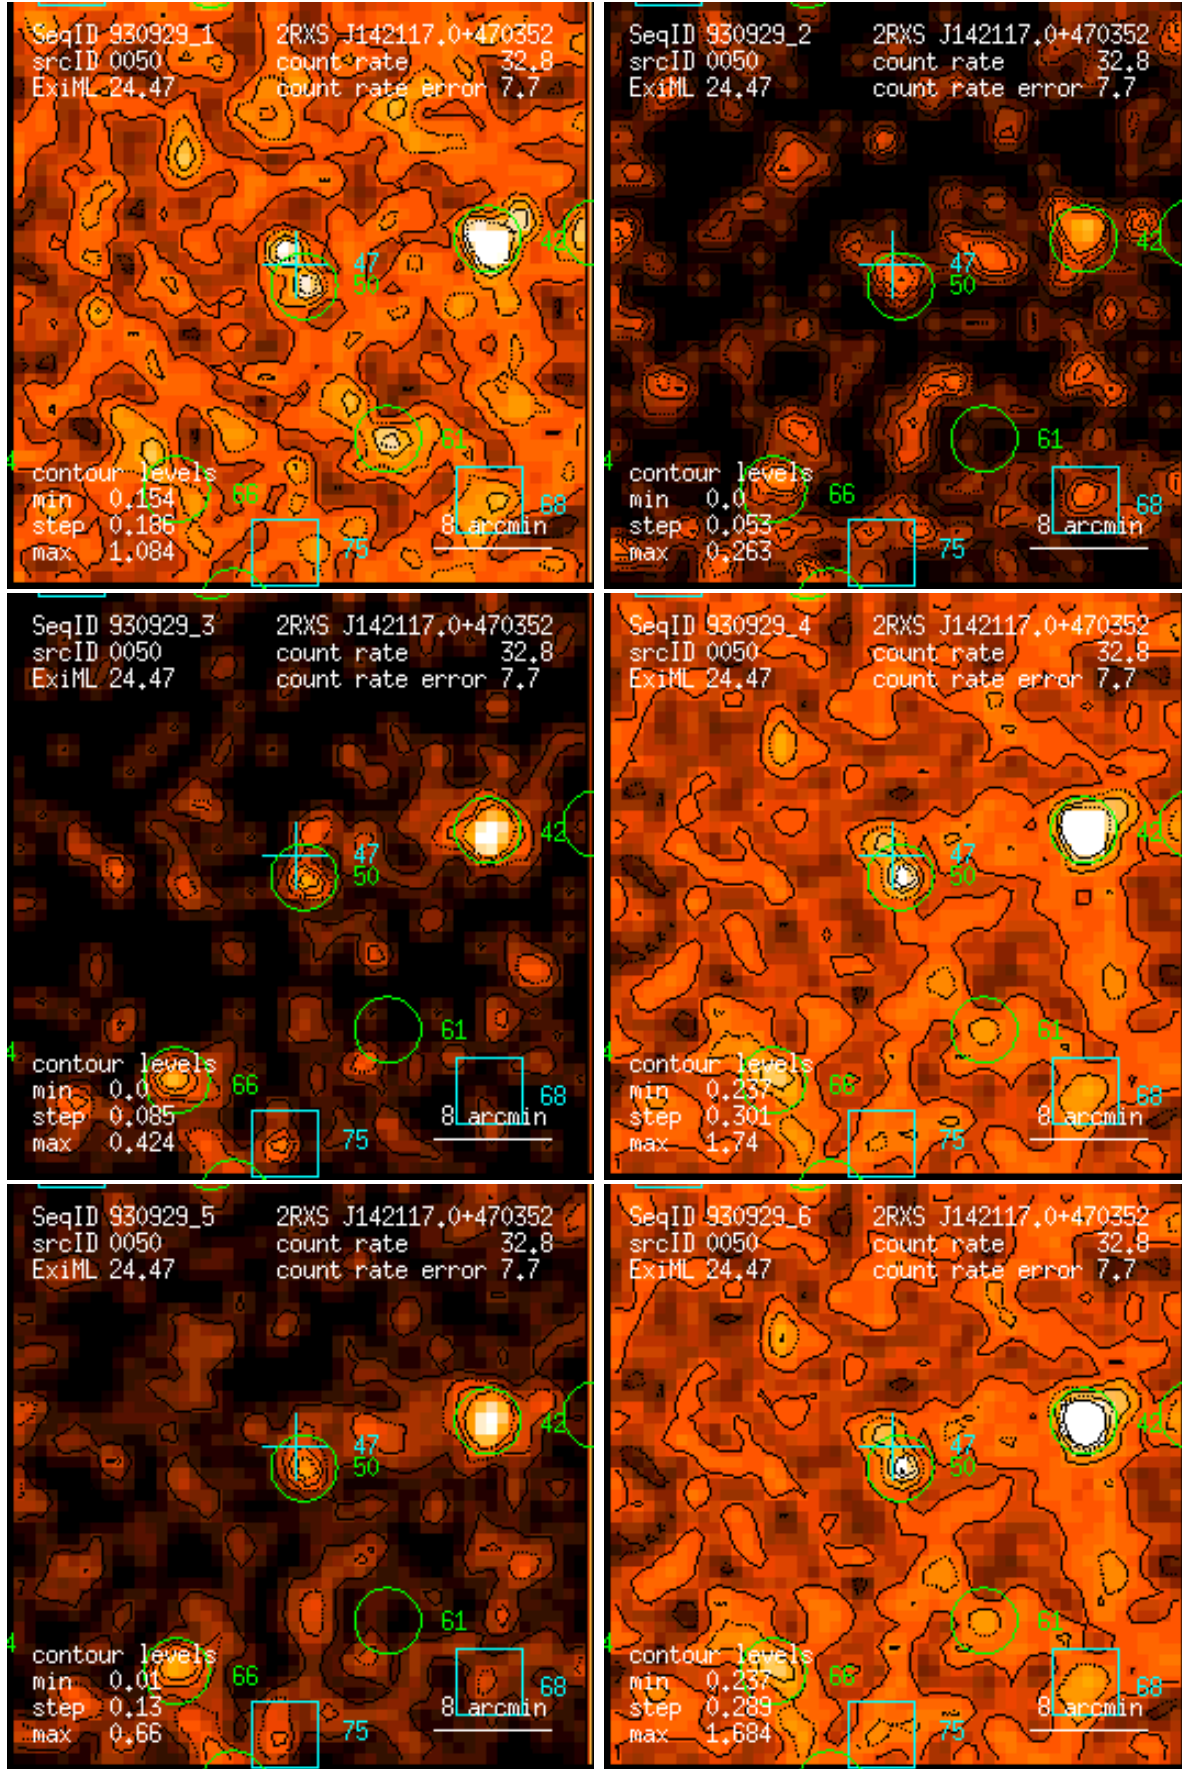 SeqID 930929_1 2RXS J142117.0+470352
srcID 0050 count rate 32.8
ExiML 24.47 count rate error 7.7
42
47
50
61
4
contour levels
min 0.154 66
68
step 0.186 8 arcmin
max 1.084 75
SeqID 930929_2 2RXS J142117.0+470352
srcID 0050 count rate 32.8
ExiML 24.47 count rate error 7.7
42
47
50
61
4
contour levels
min 0.0 66
68
step 0.053 8 arcmin
max 0.263 75
SeqID 930929_3 2RXS J142117.0+470352
srcID 0050 count rate 32.8
ExiML 24.47 count rate error 7.7
42
47
50
61
4
contour levels
min 0.0 66
68
step 0.085 8 arcmin
max 0.424 75
SeqID 930929_4 2RXS J142117.0+470352
srcID 0050 count rate 32.8
ExiML 24.47 count rate error 7.7
42
47
50
61
4
contour levels
min 0.237 66
68
step 0.301 8 arcmin
max 1.74 75
SeqID 930929_5 2RXS J142117.0+470352
srcID 0050 count rate 32.8
ExiML 24.47 count rate error 7.7
42
47
50
61
4
contour levels
min 0.01 66
68
step 0.13 8 arcmin
max 0.66 75
SeqID 930929_6 2RXS J142117.0+470352
srcID 0050 count rate 32.8
ExiML 24.47 count rate error 7.7
42
47
50
61
4
contour levels
min 0.237 66
68
step 0.289 8 arcmin
max 1.684 75